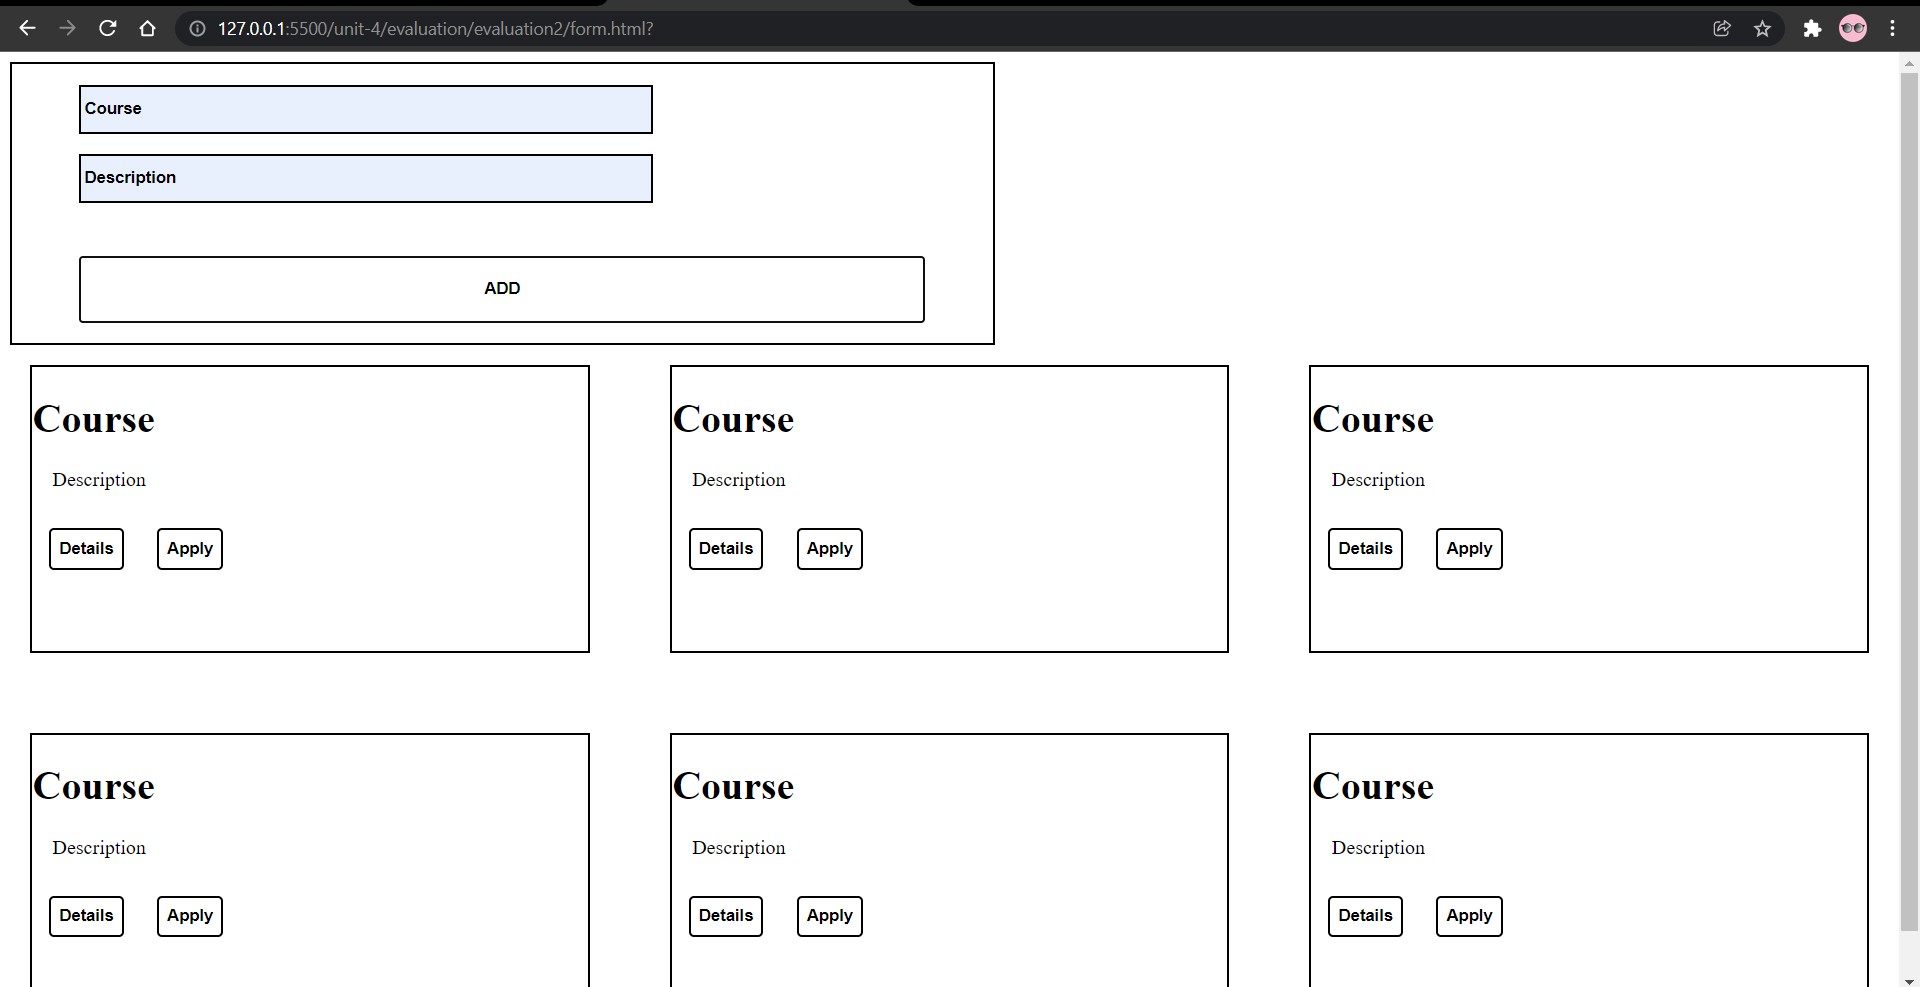 127.0.0.1:5500/unit-4/evaluation/evaluation2/form.html?
Course
Description
ADD
Course Course Course
Description Description Description
Details Apply Details Apply Details Apply
Course Course Course
Description Description Description
Details Apply Details Apply Details Apply